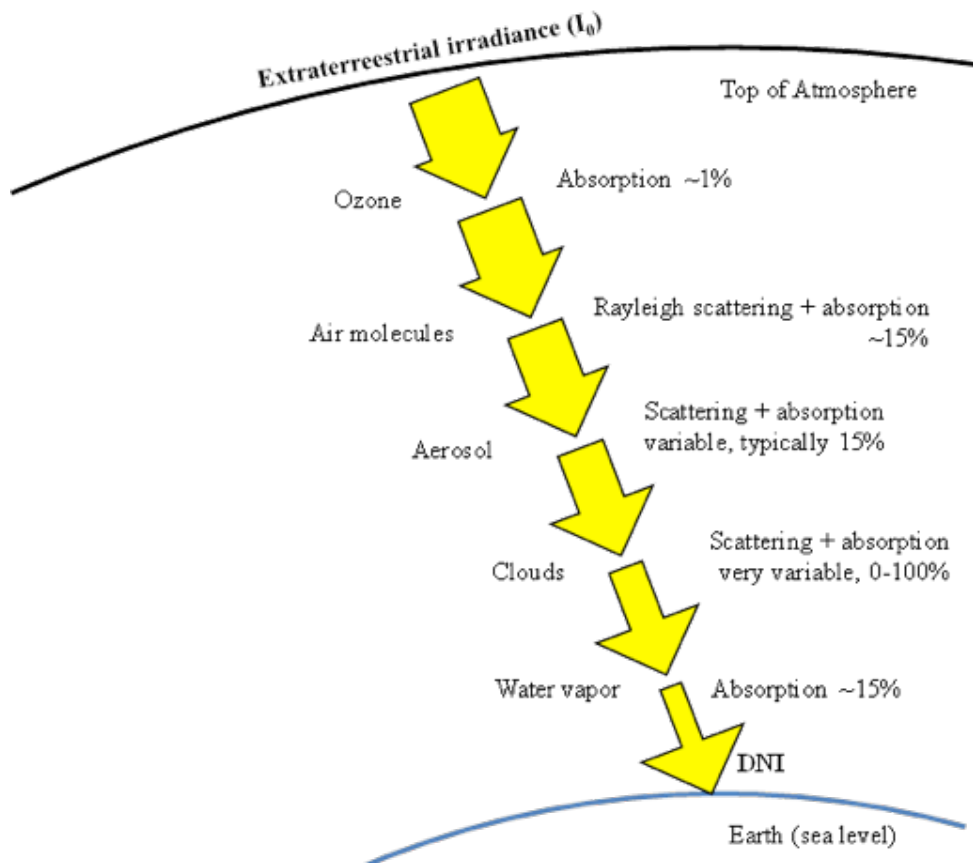 Extraterreestrial irradiance (I₀)
Top of Atmosphere
Absorption ~1%
Ozone
Rayleigh scattering + absorption
~15%
Air molecules
Scattering + absorption
variable, typically 15%
Aerosol
Scattering + absorption
very variable, 0-100%
Clouds
Water vapor
Absorption ~15%
DNI
Earth (sea level)